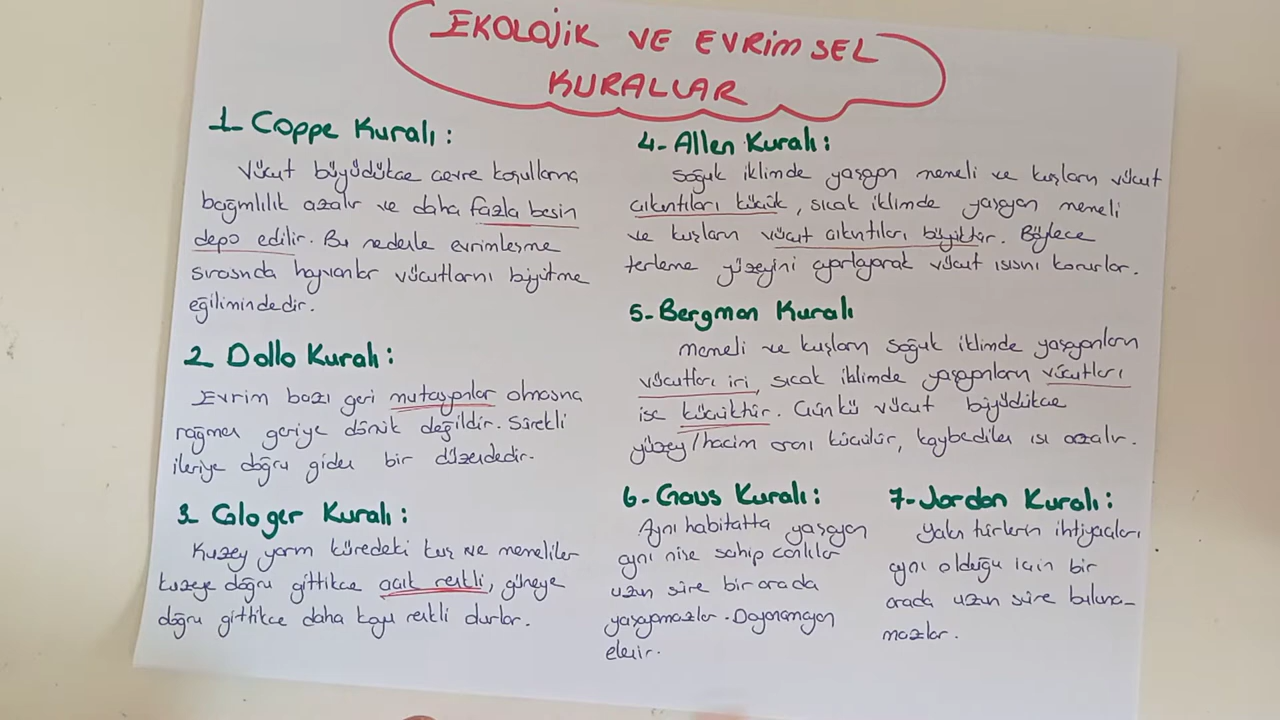 EKOLOJİK VE EVRİMSEL
KURALLAR
1- Coppe Kuralı:
Vücut büyüdükçe çevre koşullarına
bağımlılık azalır ve daha fazla besin
depo edilir. Bu nedenle evrimleşme
sırasında hayvanlar vücutlarını büyütme
eğilimindedir.
2- Dollo Kuralı:
Evrim bazı geri mutasyonlar olmasına
rağmen geriye dönük değildir. Sürekli
ileriye doğru giden bir düzendedir.
3- Gloger Kuralı:
Kuzey yarım küredeki kuş ve memeliler
kuzeye doğru gittikçe açık renkli, güneye
doğru gittikçe daha koyu renkli olurlar.
4- Allen Kuralı:
Soğuk iklimde yaşayan memeli ve kuşların vücut
çıkıntıları küçük, sıcak iklimde yaşayan memeli
ve kuşların vücut çıkıntıları büyüktür. Böylece
terleme yüzeyini ayarlayarak vücut ısısını korurlar.
5- Bergman Kuralı
Memeli ve kuşların soğuk iklimde yaşayanların
vücutları iri, sıcak iklimde yaşayanların vücutları
ise küçüktür. Çünkü vücut büyüdükçe
yüzey/hacim oranı küçülür, kaybedilen ısı azalır.
6- Gaus Kuralı:
Aynı habitatta yaşayan
aynı nişe sahip canlılar
uzun süre bir arada
yaşayamazlar. Dayanamayan
elenir.
7- Jordan Kuralı:
Yakın türlerin ihtiyaçları
aynı olduğu için bir
arada uzun süre buluna-
mazlar.